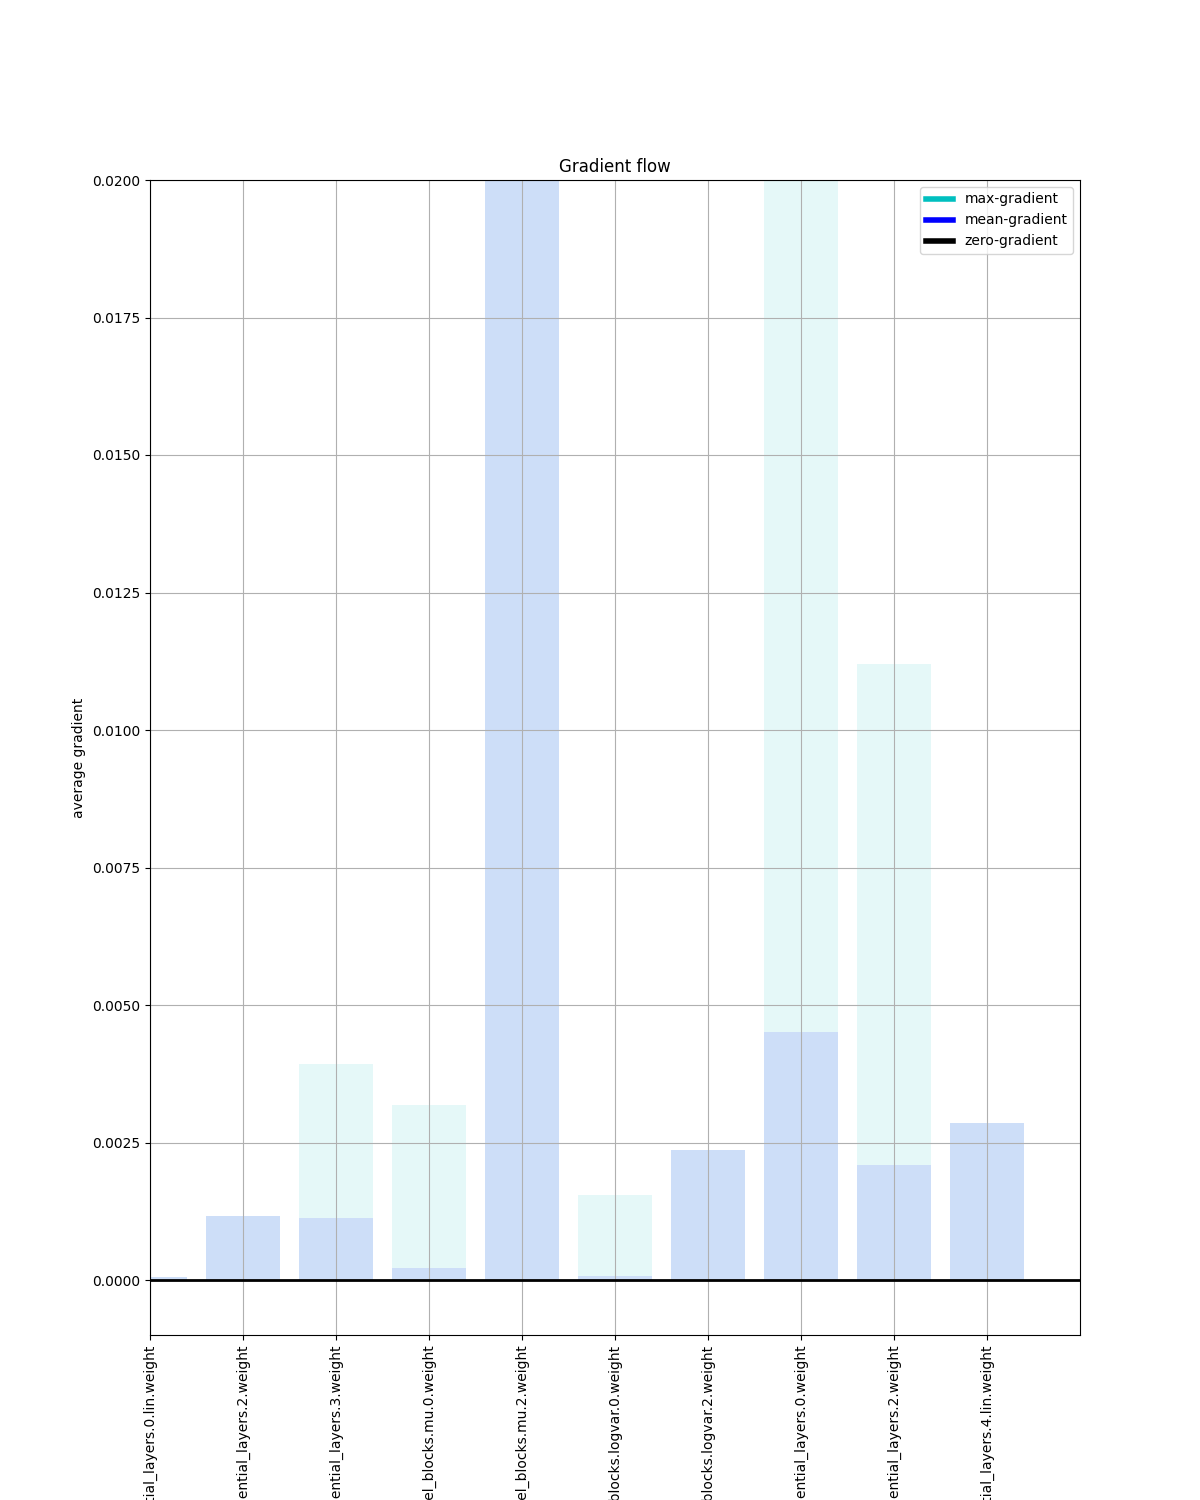 Gradient flow
max-gradient
mean-gradient
zero-gradient
average gradient
0.0200
0.0175
0.0150
0.0125
0.0100
0.0075
0.0050
0.0025
0.0000
tial_layers.0.lin.weight
ential_layers.2.weight
ential_layers.3.weight
el_blocks.mu.0.weight
el_blocks.mu.2.weight
blocks.logvar.0.weight
blocks.logvar.2.weight
ential_layers.0.weight
ential_layers.2.weight
tial_layers.4.lin.weight